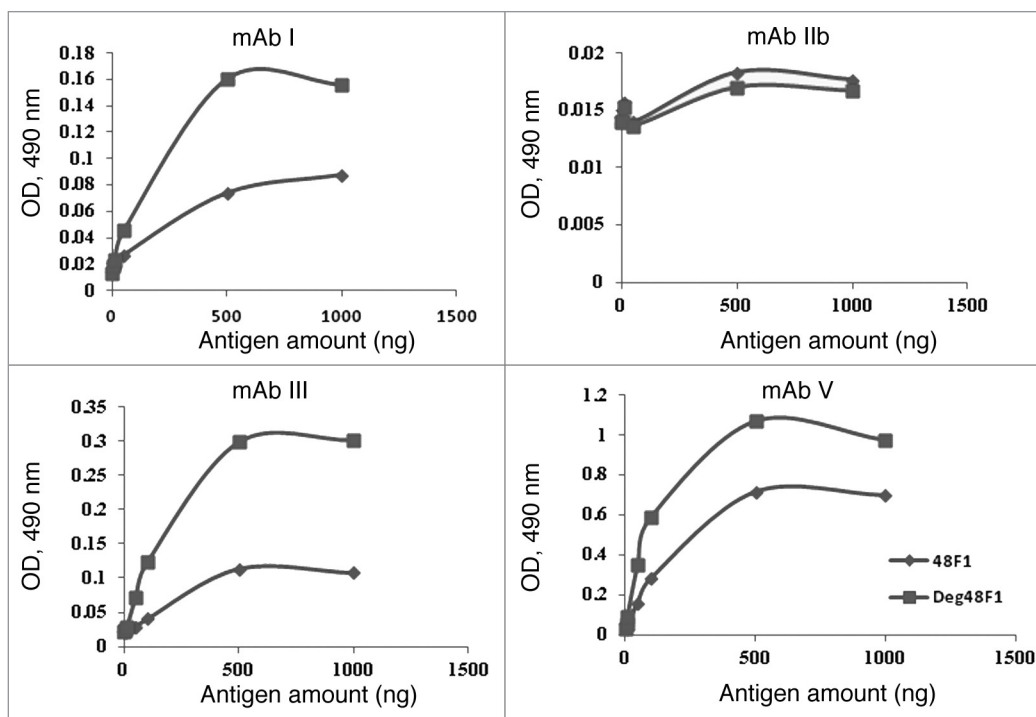 mAb I
OD, 490 nm
0.18
0.16
0.14
0.12
0.1
0.08
0.06
0.04
0.02
0
0 500 1000 1500
Antigen amount (ng)
mAb IIb
OD, 490 nm
0.02
0.015
0.01
0.005
0
0 500 1000 1500
Antigen amount (ng)
mAb III
OD, 490 nm
0.35
0.3
0.25
0.2
0.15
0.1
0.05
0
0 500 1000 1500
Antigen amount (ng)
mAb V
OD, 490 nm
1.2
1
0.8
0.6
0.4
0.2
0
0 500 1000 1500
48F1
Deg48F1
Antigen amount (ng)